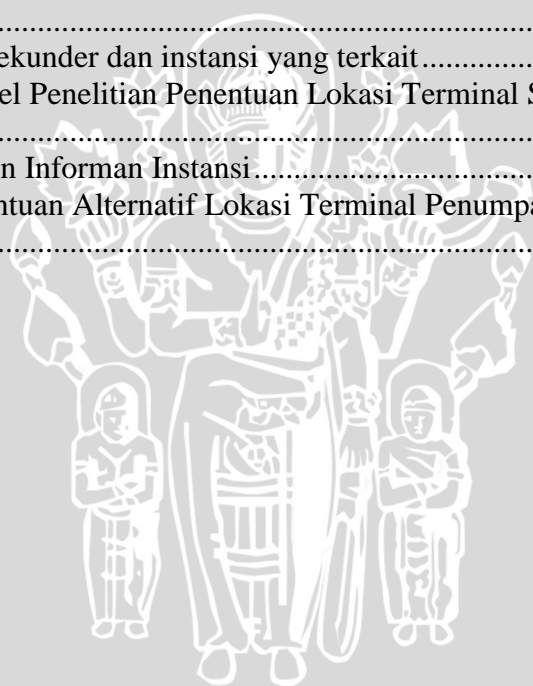 ................................................................
ekunder dan instansi yang terkait................
el Penelitian Penentuan Lokasi Terminal S
................................................................
n Informan Instansi....................................
ntuan Alternatif Lokasi Terminal Penumpa
................................................................